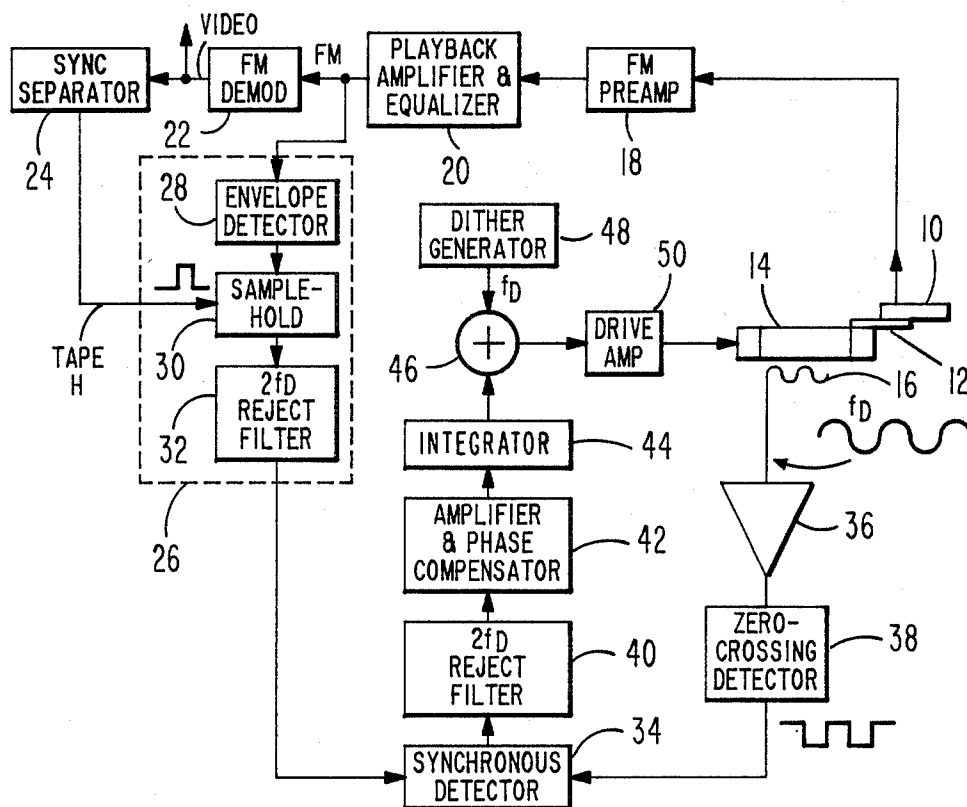 VIDEO
SYNC
SEPARATOR
24
FM
DEMOD
22
FM
PLAYBACK
AMPLIFIER &
EQUALIZER
20
FM
PREAMP
18
28
ENVELOPE
DETECTOR
SAMPLE-
HOLD
30
TAPE
H
2fD
REJECT
FILTER
32
26
DITHER
GENERATOR
48
fD
+
46
50
DRIVE
AMP
14
10
12
16
fD
INTEGRATOR
44
AMPLIFIER
& PHASE
COMPENSATOR
42
36
2fD
REJECT
FILTER
40
ZERO-
CROSSING
DETECTOR
38
SYNCHRONOUS
DETECTOR
34